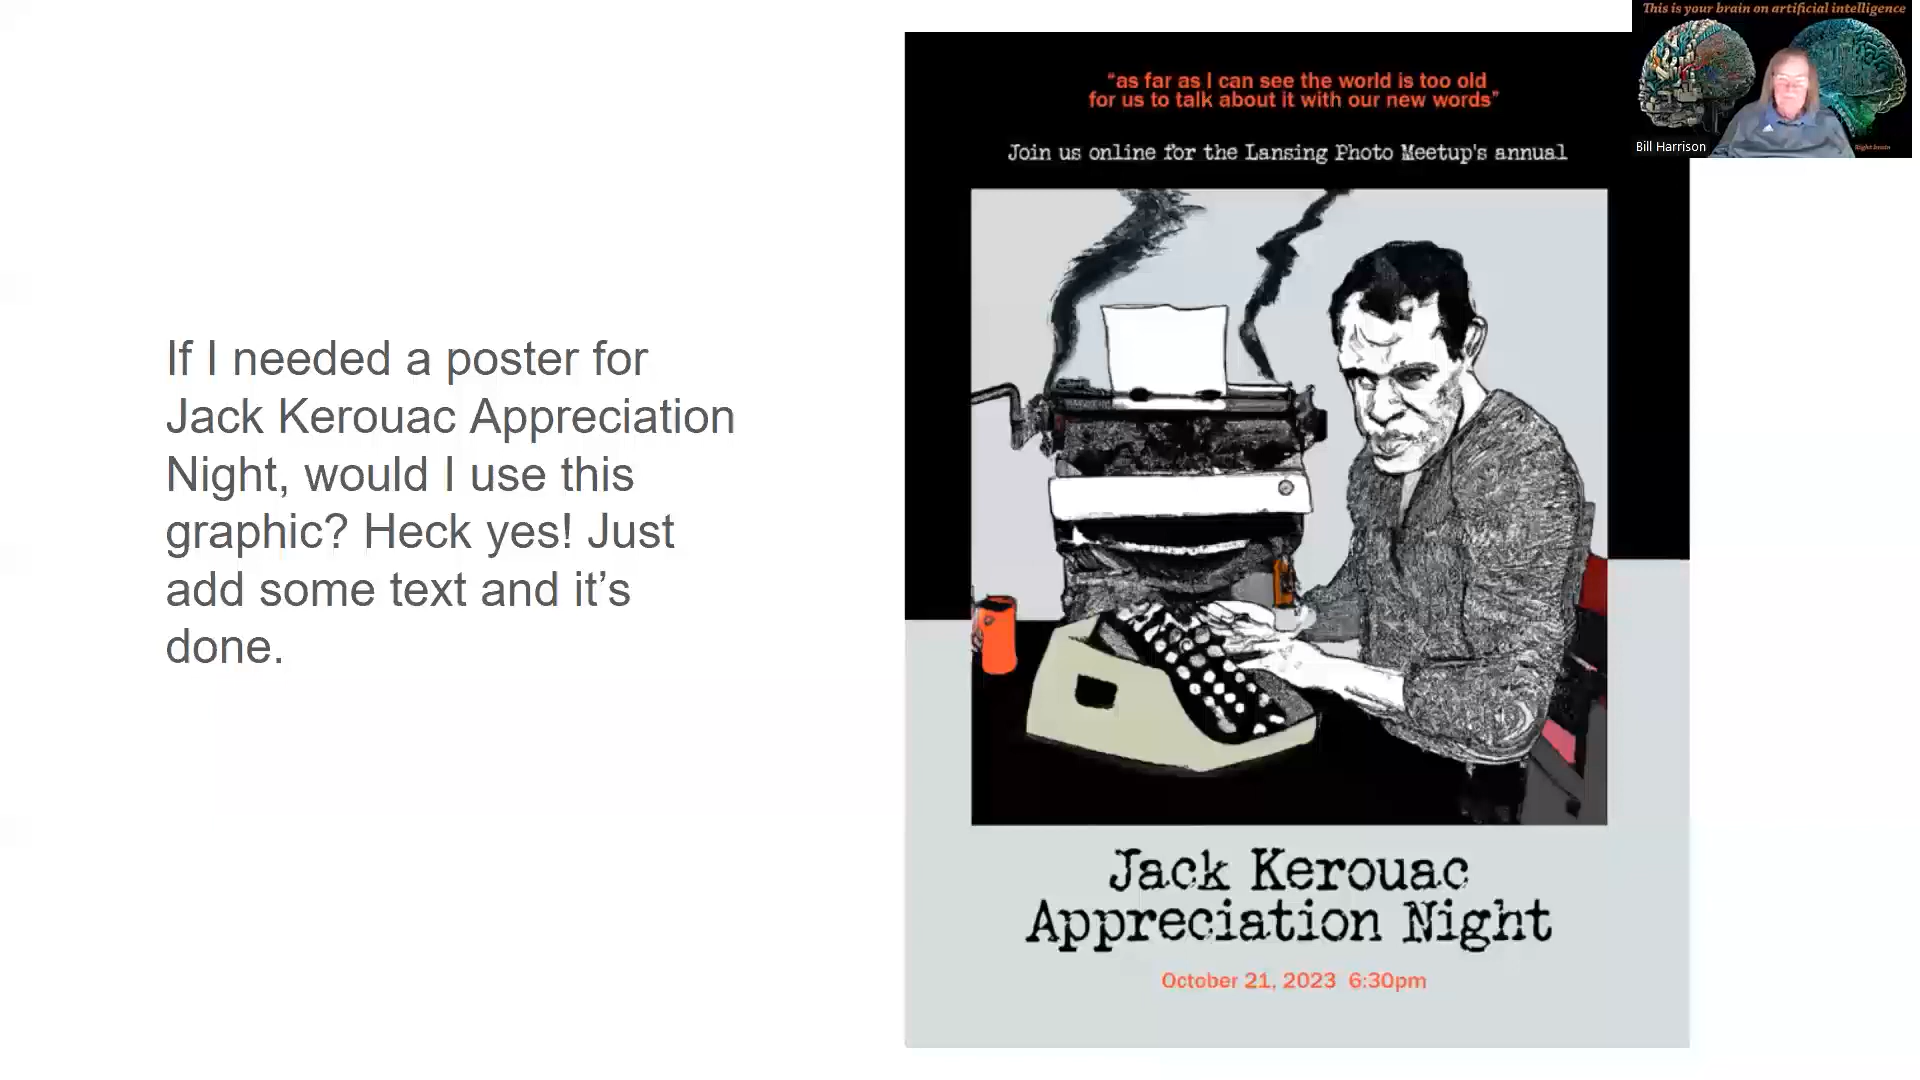 This is your brain on artificial intelligence
Bill Harrison
Right brain
If I needed a poster for
Jack Kerouac Appreciation
Night, would I use this
graphic? Heck yes! Just
add some text and it’s
done.
“as far as I can see the world is too old
for us to talk about it with our new words”
Join us online for the Lansing Photo Meetup's annual
Jack Kerouac
Appreciation Night
October 21, 2023 6:30pm